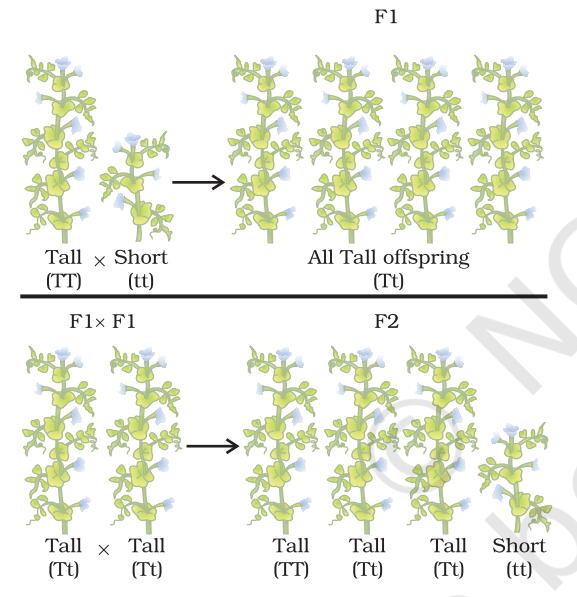 F1
Tall × Short
(TT) (tt)
All Tall offspring
(Tt)
F1× F1
F2
Tall × Tall
(Tt) (Tt)
Tall Tall Tall Short
(TT) (Tt) (Tt) (tt)